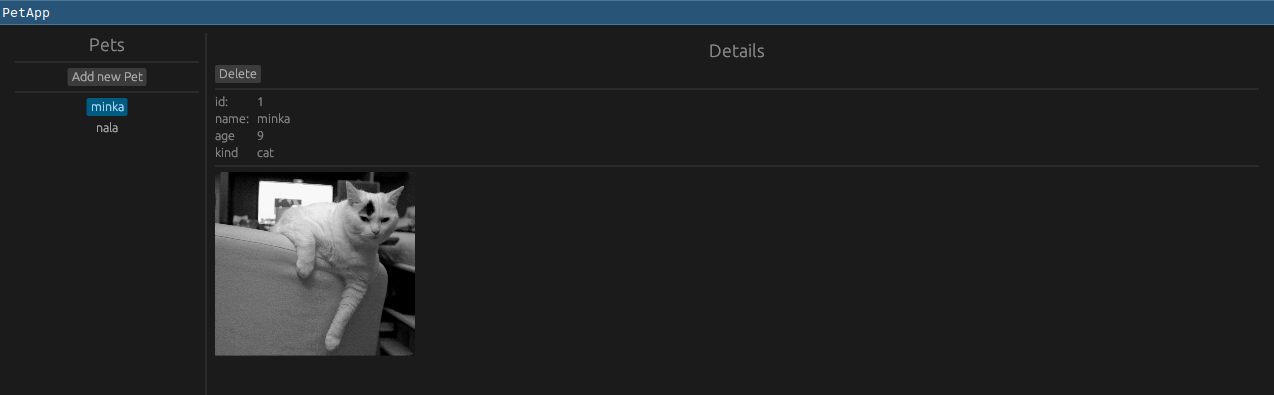 PetApp
Pets
Add new Pet
minka
nala
Details
Delete
id: 1
name: minka
age 9
kind cat